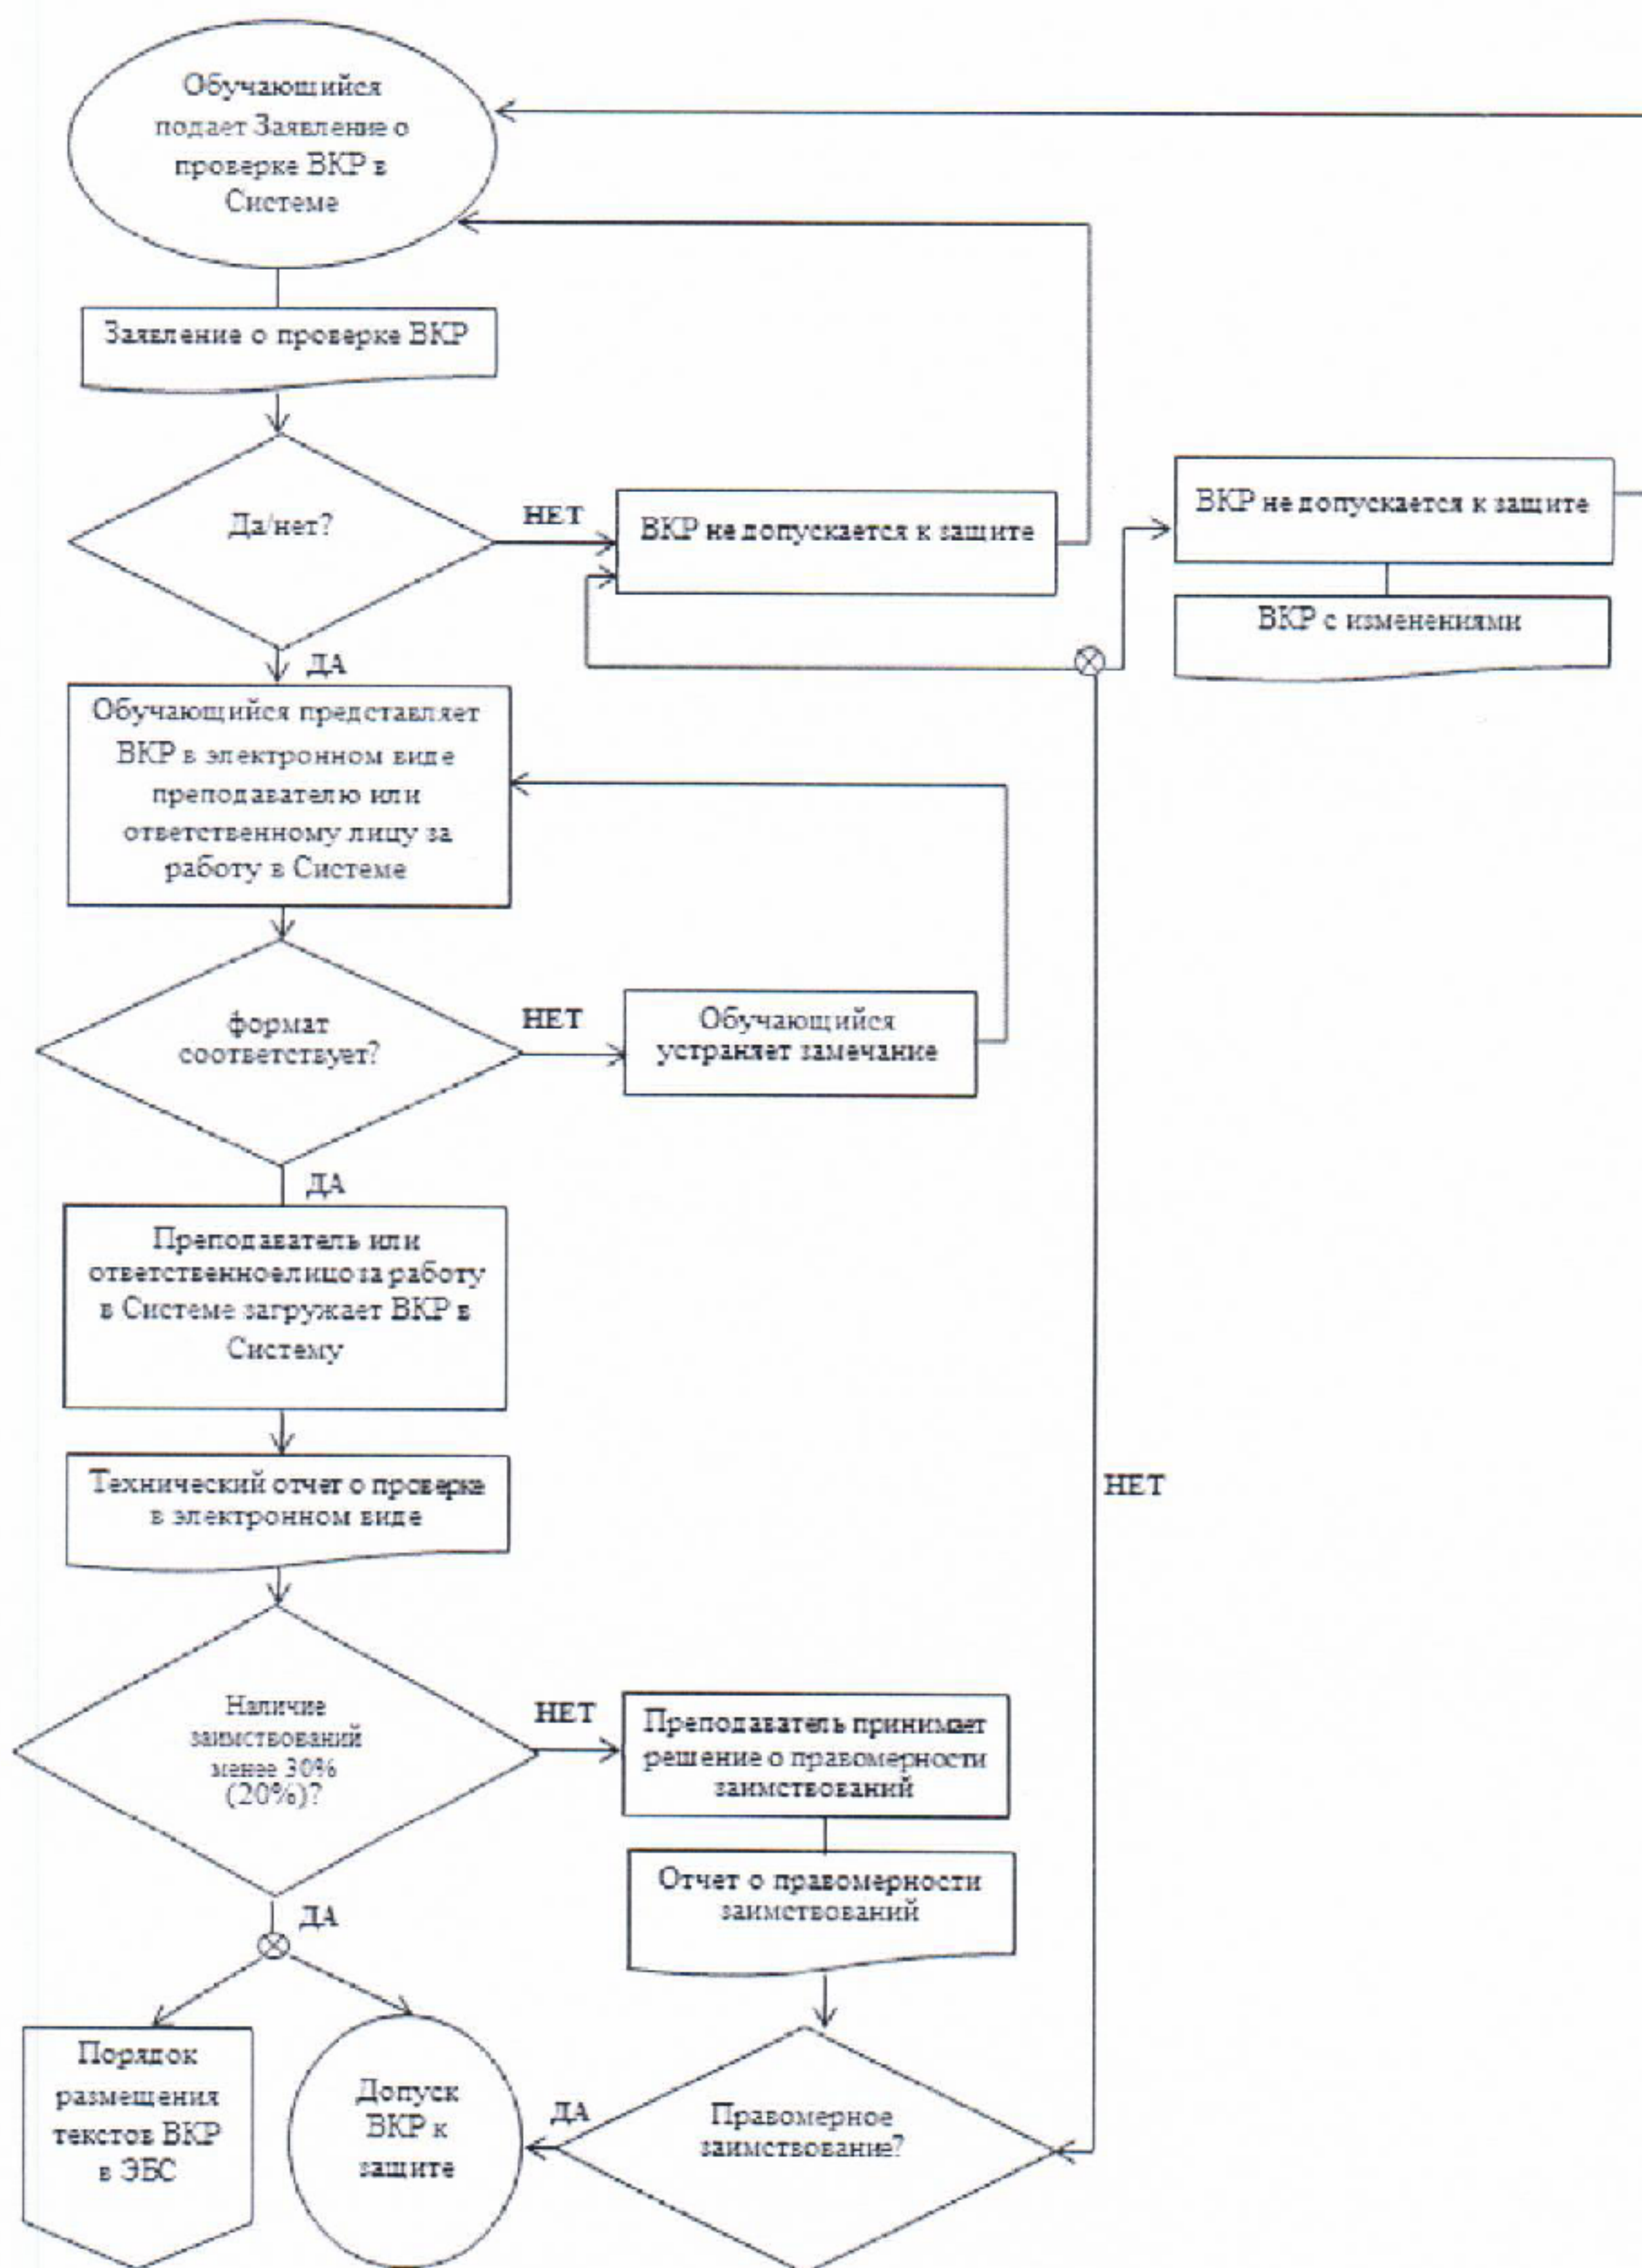 Обучающийся
подает Заявление о
проверке ВКР в
Системе
Заявление о проверке ВКР
Да/нет?
НЕТ
ВКР не допускается к защите
ВКР не допускается к защите
ВКР с изменениями
ДА
Обучающийся представляет
ВКР в электронном виде
преподавателю или
ответственному лицу за
работу в Системе
формат
соответствует?
НЕТ
Обучающийся
устраняет замечание
ДА
Преподаватель или
ответственноелицоза работу
в Системе загружает ВКР в
Систему
Технический отчет о проверке
в электронном виде
НЕТ
Наличие
заимствований
менее 30%
(20%)?
НЕТ
Преподаватель принимает
решение о правомерности
заимствований
Отчет о правомерности
заимствований
ДА
Порядок
размещения
текстов ВКР
в ЭБС
Допуск
ВКР к
защите
ДА
Правомерное
заимствование?